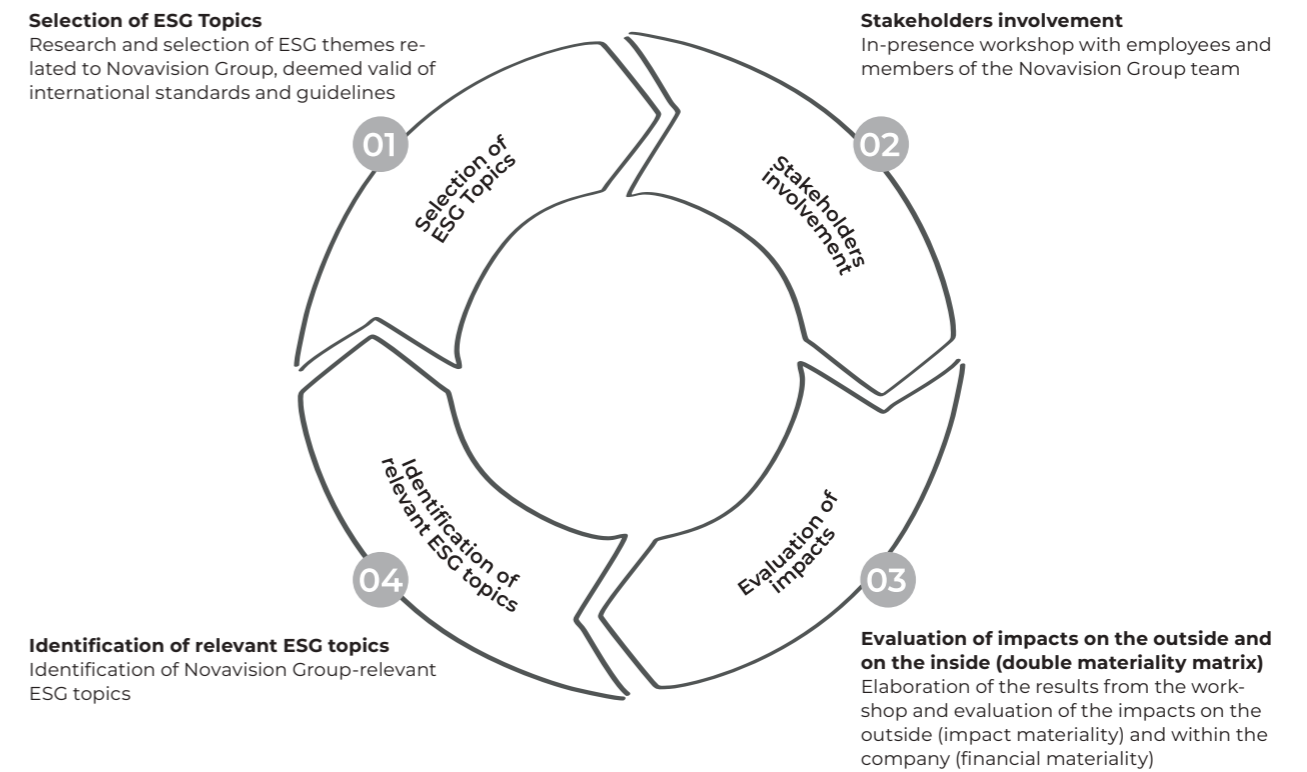 Selection of ESG Topics
Research and selection of ESG themes re-
lated to Novavision Group, deemed valid of
international standards and guidelines
01
Selection of
ESG Topics
Stakeholders involvement
In-presence workshop with employees and
members of the Novavision Group team
02
Stakeholders
involvement
Evaluation of
impacts
03
Evaluation of impacts on the outside and
on the inside (double materiality matrix)
Elaboration of the results from the work-
shop and evaluation of the impacts on the
outside (impact materiality) and within the
company (financial materiality)
Identification of
relevant ESG topics
04
Identification of relevant ESG topics
Identification of Novavision Group-relevant
ESG topics